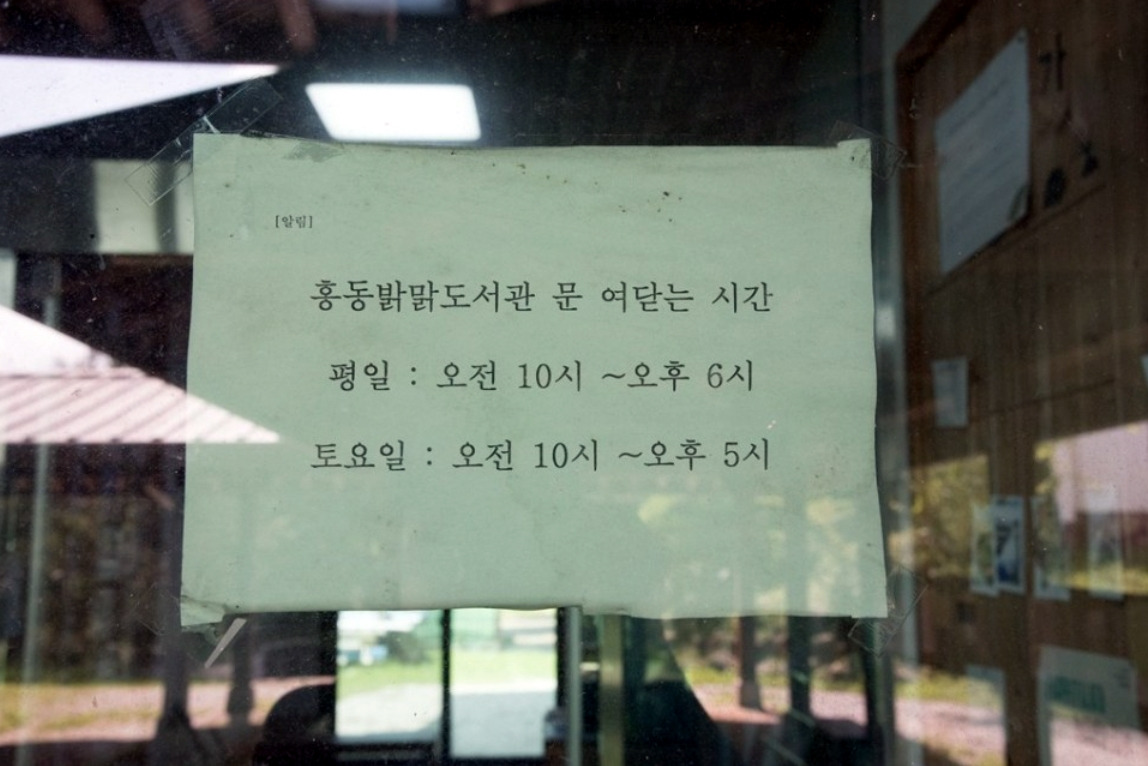 [알림]
홍동밝맑도서관 문 여닫는 시간
평일 : 오전 10시 ~오후 6시
토요일 : 오전 10시 ~오후 5시